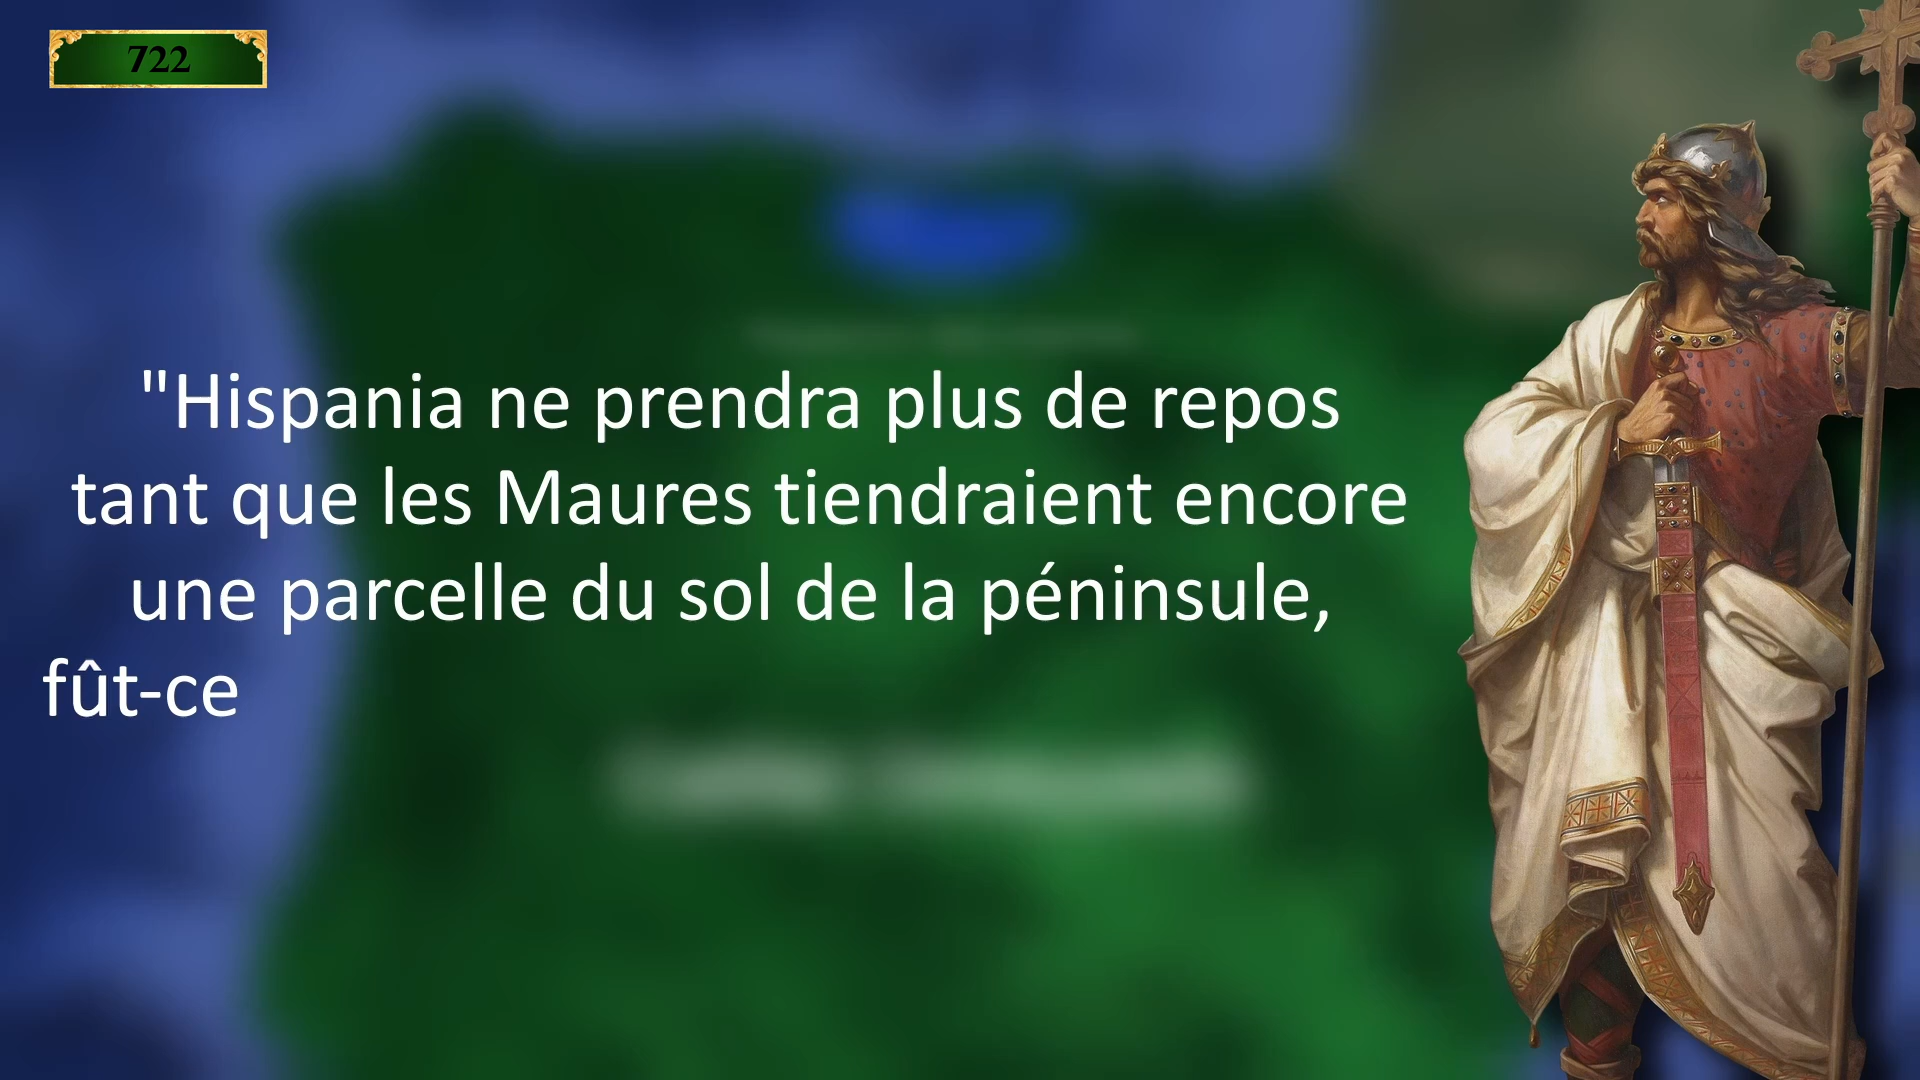 722
"Hispania ne prendra plus de repos
tant que les Maures tiendraient encore
une parcelle du sol de la péninsule,
fût-ce